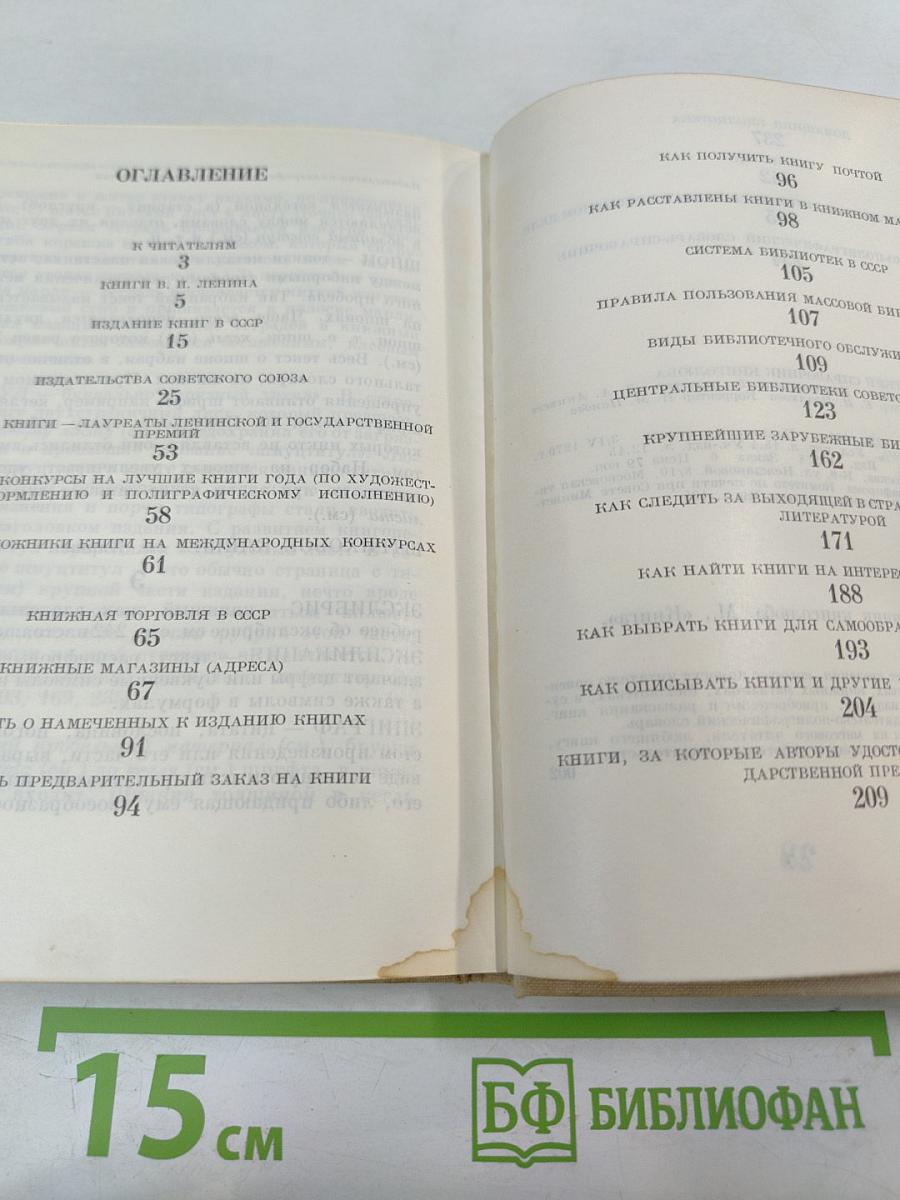 ОГЛАВЛЕНИЕ
К ЧИТАТЕЛЯМ
3
КНИГИ В. И. ЛЕНИНА
5
ИЗДАНИЕ КНИГ В СССР
15
ИЗДАТЕЛЬСТВА СОВЕТСКОГО СОЮЗА
25
КНИГИ — ЛАУРЕАТЫ ЛЕНИНСКОЙ И ГОСУДАРСТВЕННОЙ
ПРЕМИЙ
53
КОНКУРСЫ НА ЛУЧШИЕ КНИГИ ГОДА (ПО ХУДОЖЕСТ-
ОРМЛЕНИЮ И ПОЛИГРАФИЧЕСКОМУ ИСПОЛНЕНИЮ)
58
ОЖНИКИ КНИГИ НА МЕЖДУНАРОДНЫХ КОНКУРСАХ
61
КНИЖНАЯ ТОРГОВЛЯ В СССР
65
КНИЖНЫЕ МАГАЗИНЫ (АДРЕСА)
67
ТЬ О НАМЕЧЕННЫХ К ИЗДАНИЮ КНИГАХ
91
Ь ПРЕДВАРИТЕЛЬНЫЙ ЗАКАЗ НА КНИГИ
94
КАК ПОЛУЧИТЬ КНИГУ ПОЧТОЙ
96
КАК РАССТАВЛЕНЫ КНИГИ В КНИЖНОМ МА
98
СИСТЕМА БИБЛИОТЕК В СССР
105
ПРАВИЛА ПОЛЬЗОВАНИЯ МАССОВОЙ БИБ
107
ВИДЫ БИБЛИОТЕЧНОГО ОБСЛУЖИ
109
ЦЕНТРАЛЬНЫЕ БИБЛИОТЕКИ СОВЕТС
123
КРУПНЕЙШИЕ ЗАРУБЕЖНЫЕ БИ
162
КАК СЛЕДИТЬ ЗА ВЫХОДЯЩЕЙ В СТРА
ЛИТЕРАТУРОЙ
171
КАК НАЙТИ КНИГИ НА ИНТЕРЕС
188
КАК ВЫБРАТЬ КНИГИ ДЛЯ САМООБРА
193
КАК ОПИСЫВАТЬ КНИГИ И ДРУГИЕ
204
КНИГИ, ЗА КОТОРЫЕ АВТОРЫ УДОСТО
ДАРСТВЕННОЙ ПРЕ
209
15 см
БФ БИБЛИОФАН